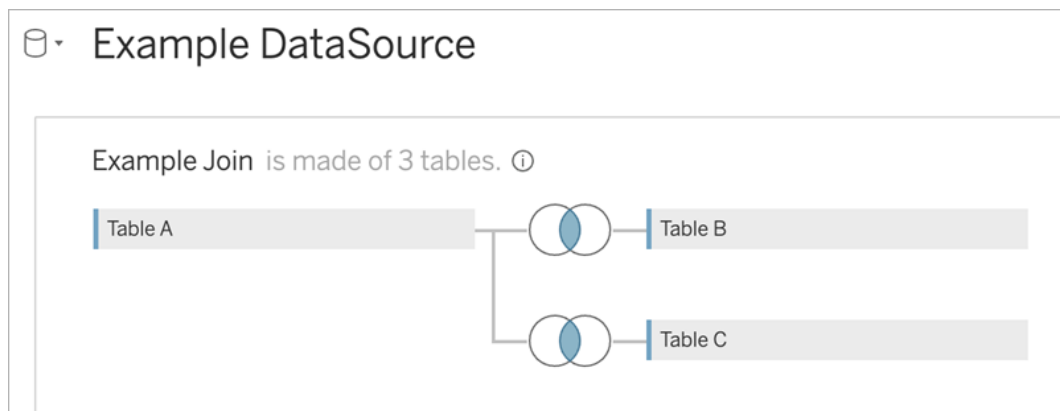 Example DataSource
Example Join is made of 3 tables.
Table A
Table B
Table C